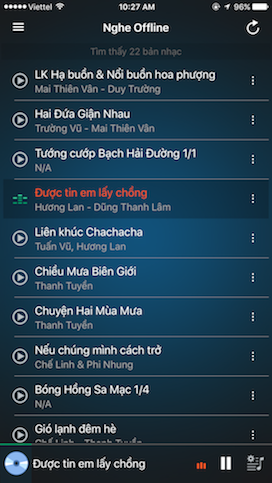 Viettel 10:27 AM 96%
Nghe Offline
Tìm thấy 22 bản nhạc
LK Hạ buồn & Nổi buồn hoa phượng
Mai Thiên Vân - Duy Trường
Hai Đứa Giận Nhau
Trường Vũ - Mai Thiên Vân
Tướng cướp Bạch Hải Đường 1/1
N/A
Được tin em lấy chồng
Hương Lan - Dũng Thanh Lâm
Liên khúc Chachacha
Tuấn Vũ, Hương Lan
Chiều Mưa Biên Giới
Thanh Tuyền
Chuyện Hai Mùa Mưa
Thanh Tuyền
Nếu chúng mình cách trở
Chế Linh & Phi Nhung
Bóng Hồng Sa Mạc 1/4
N/A
Gió lạnh đêm hè
Chế Linh - Thanh Tuyền
Được tin em lấy chồng